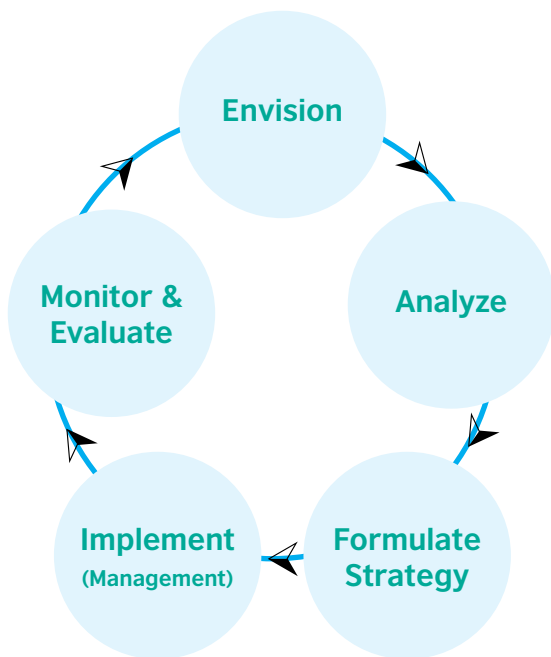 Envision
Analyze
Formulate
Strategy
Implement
(Management)
Monitor &
Evaluate